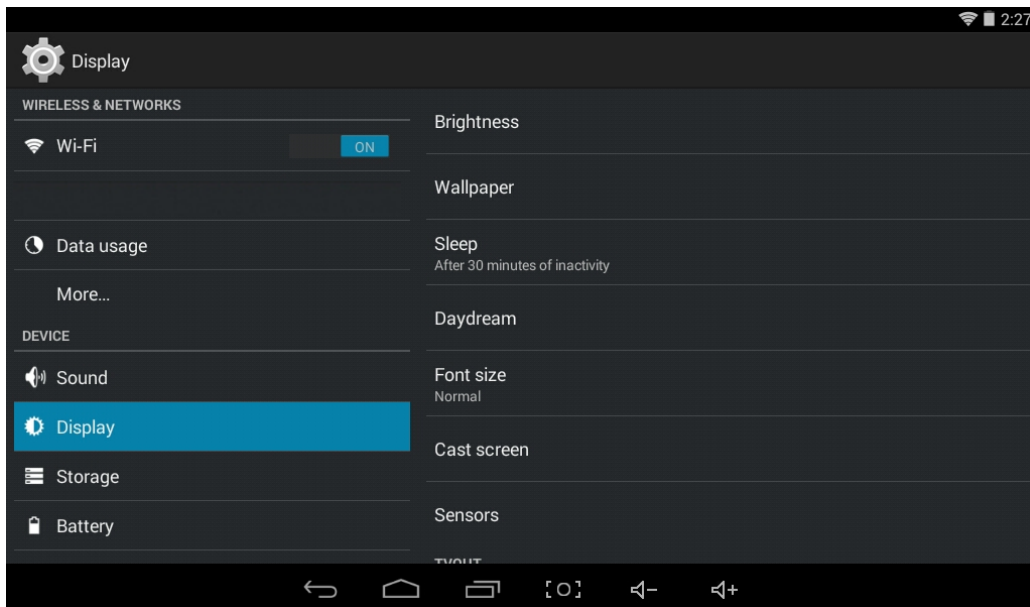 2:27
Display
WIRELESS & NETWORKS
Wi-Fi
ON
Data usage
More...
DEVICE
Sound
Display
Storage
Battery
Brightness
Wallpaper
Sleep
After 30 minutes of inactivity
Daydream
Font size
Normal
Cast screen
Sensors
TVOUT